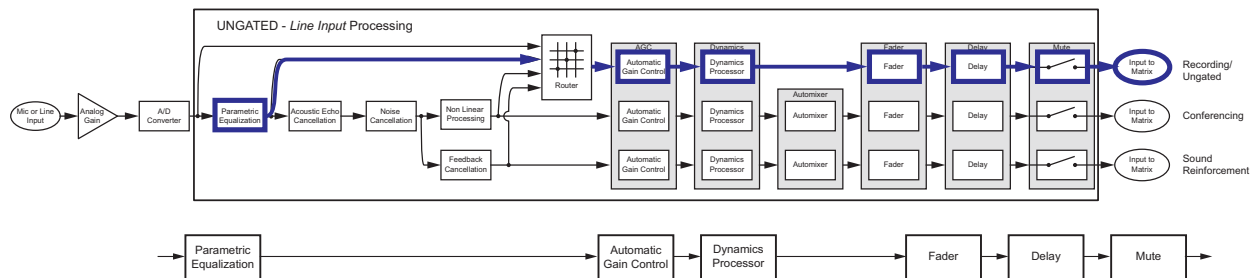 UNGATED - Line Input Processing
AGC
Dynamics
Fader
Delay
Mute
Router
Automatic
Gain Control
Dynamics
Processor
Fader
Delay
Input to
Matrix
Recording/
Ungated
Mic or Line
Input
Analog
Gain
A/D
Converter
Parametric
Equalization
Acoustic Echo
Cancellation
Noise
Cancellation
Non Linear
Processing
Automatic
Gain Control
Dynamics
Processor
Automixer
Automixer
Fader
Delay
Input to
Matrix
Conferencing
Feedback
Cancellation
Automatic
Gain Control
Dynamics
Processor
Automixer
Fader
Delay
Input to
Matrix
Sound
Reinforcement
Parametric
Equalization
Automatic
Gain Control
Dynamics
Processor
Fader
Delay
Mute